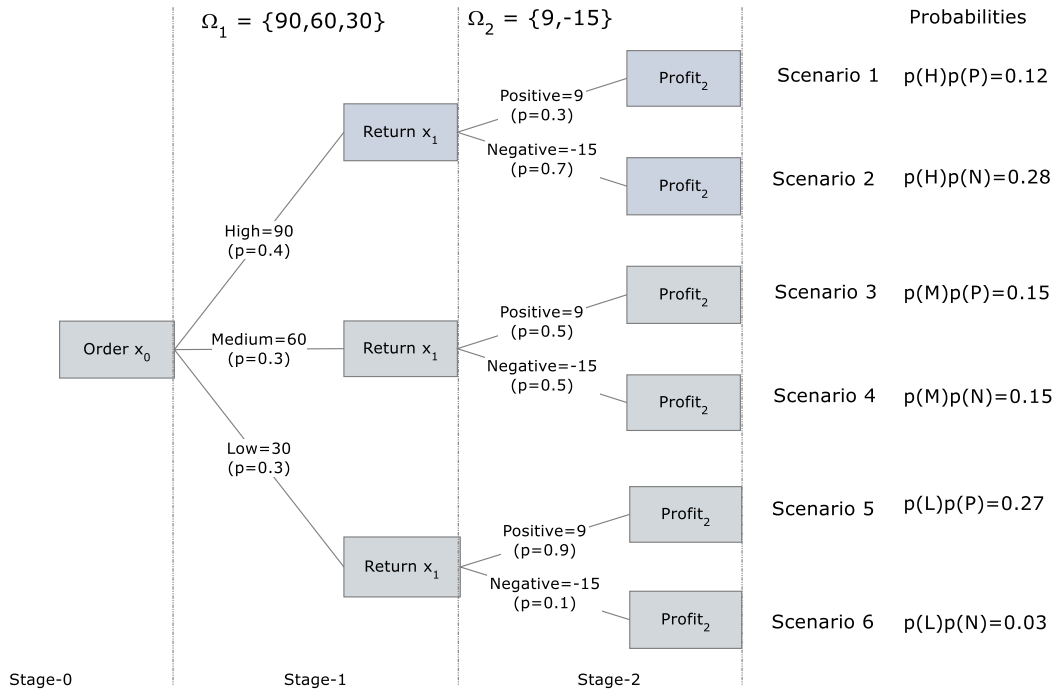 Ω₁ = {90,60,30}
Ω₂ = {9,-15}
Probabilities
Profit₂
Scenario 1
p(H)p(P)=0.12
Positive=9
(p=0.3)
Return x₁
Negative=-15
(p=0.7)
Profit₂
Scenario 2
p(H)p(N)=0.28
High=90
(p=0.4)
Profit₂
Scenario 3
p(M)p(P)=0.15
Positive=9
(p=0.5)
Order x₀
Medium=60
(p=0.3)
Return x₁
Negative=-15
(p=0.5)
Profit₂
Scenario 4
p(M)p(N)=0.15
Low=30
(p=0.3)
Profit₂
Scenario 5
p(L)p(P)=0.27
Positive=9
(p=0.9)
Return x₁
Negative=-15
(p=0.1)
Profit₂
Scenario 6
p(L)p(N)=0.03
Stage-0
Stage-1
Stage-2